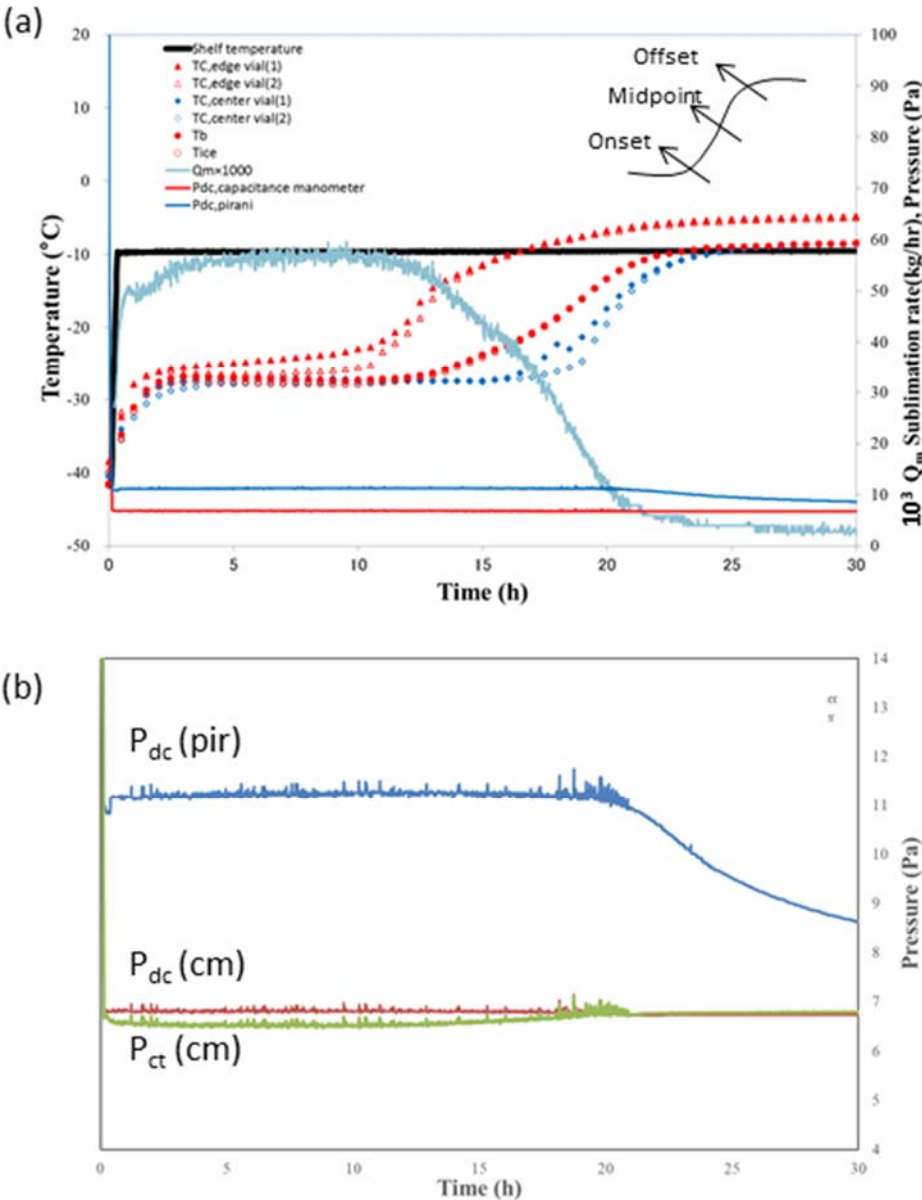 (a)
20
10
0
-10
-20
-30
-40
-50
Temperature (°C)
Shelf temperature
TC,edge vial(1)
TC,edge vial(2)
TC,center vial(1)
TC,center vial(2)
Tb
Tice
Qm×1000
Pdc,capacitance manometer
Pdc,pirani
Offset
Midpoint
Onset
100
90
80
70
60
50
40
30
20
10
0
10³ Qm Sublimation rate(kg/hr), Pressure (Pa)
0 5 10 15 20 25 30
Time (h)
(b)
Pdc (pir)
Pdc (cm)
Pct (cm)
14
13
12
11
10
9
8
7
6
5
4
Pressure (Pa)
0 5 10 15 20 25 30
Time (h)